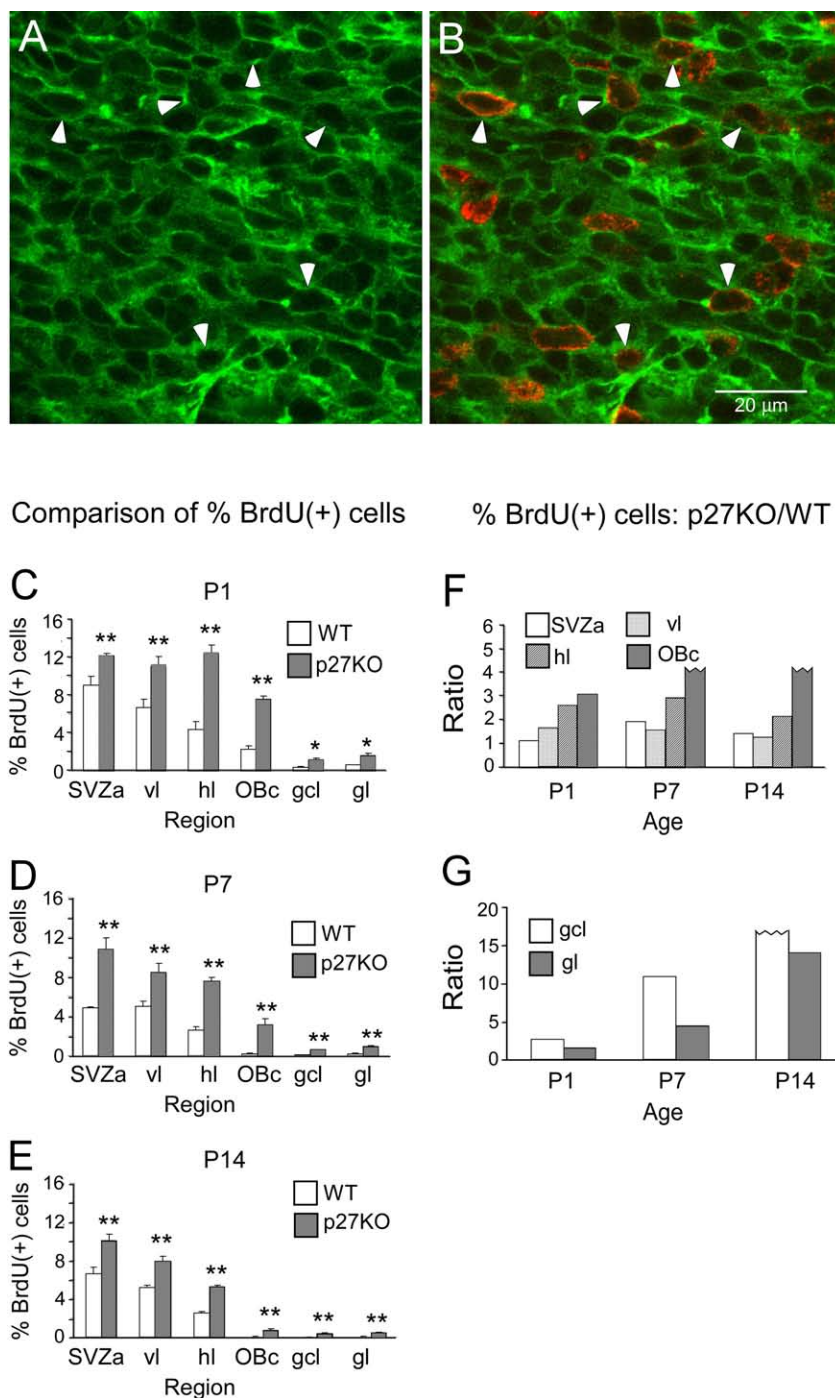 A
B
20 µm
Comparison of % BrdU(+) cells
% BrdU(+) cells: p27KO/WT
C
P1
% BrdU(+) cells
16
12
8
4
0
** ** ** ** * *
WT
p27KO
SVZa vl hl OBc gcl gl
Region
D
P7
% BrdU(+) cells
16
12
8
4
0
** ** ** ** ** **
WT
p27KO
SVZa vl hl OBc gcl gl
Region
E
P14
% BrdU(+) cells
16
12
8
4
0
** ** ** ** ** **
WT
p27KO
SVZa vl hl OBc gcl gl
Region
F
Ratio
6
5
4
3
2
1
0
SVZa vl
hl OBc
P1 P7 P14
Age
G
Ratio
20
15
10
5
0
gcl
gl
P1 P7 P14
Age